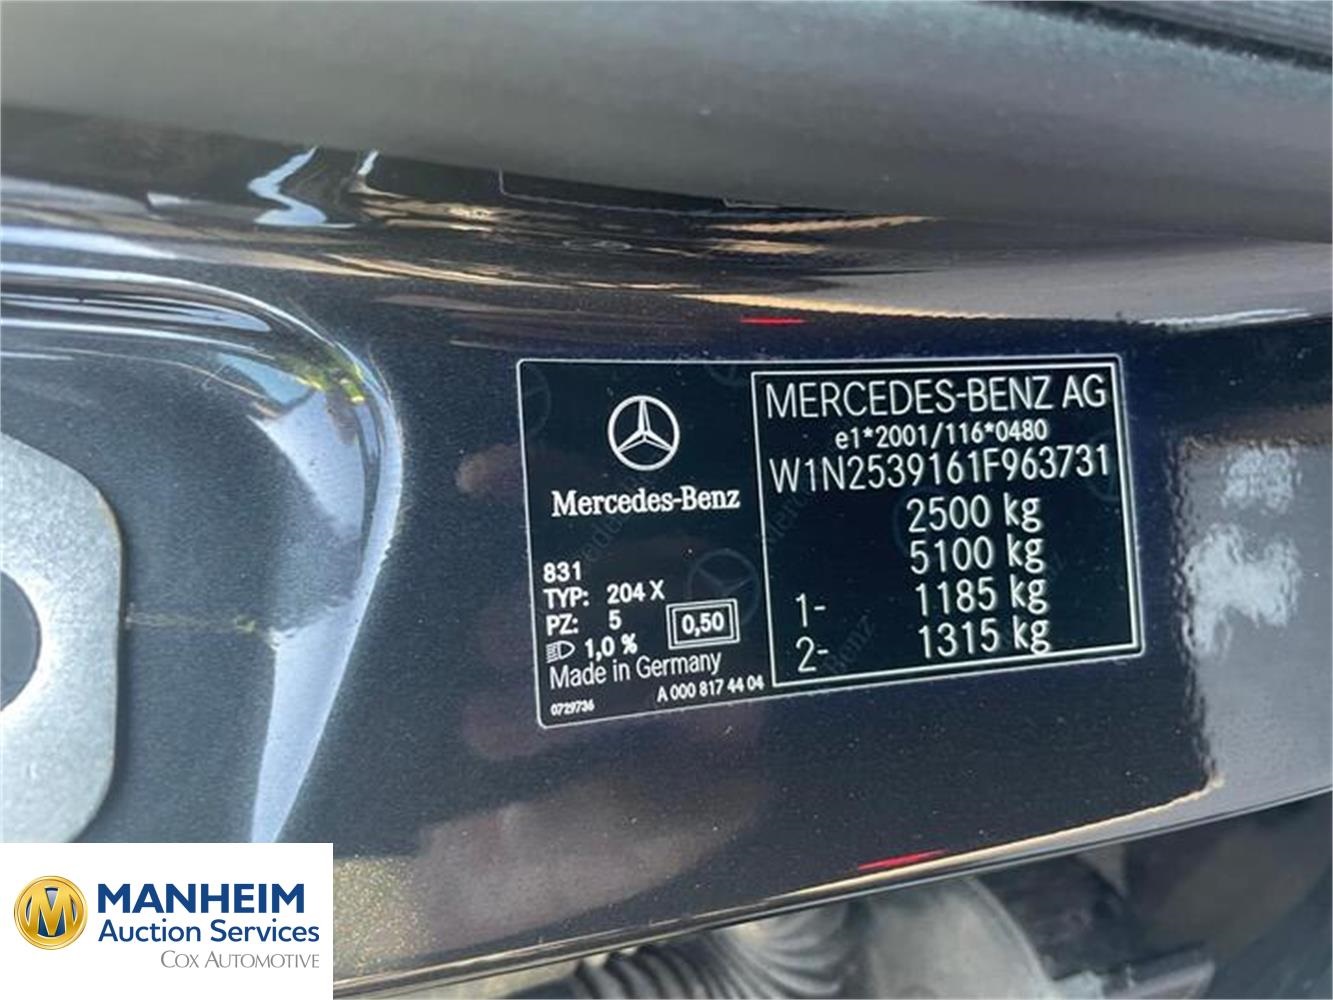 Mercedes-Benz
831
TYP: 204 X
PZ: 5
1,0 %
0,50
Made in Germany
0729736
A 000 817 44 04
MERCEDES-BENZ AG
e1*2001/116*0480
W1N2539161F963731
2500 kg
5100 kg
1- 1185 kg
2- 1315 kg
MANHEIM
Auction Services
COX AUTOMOTIVE